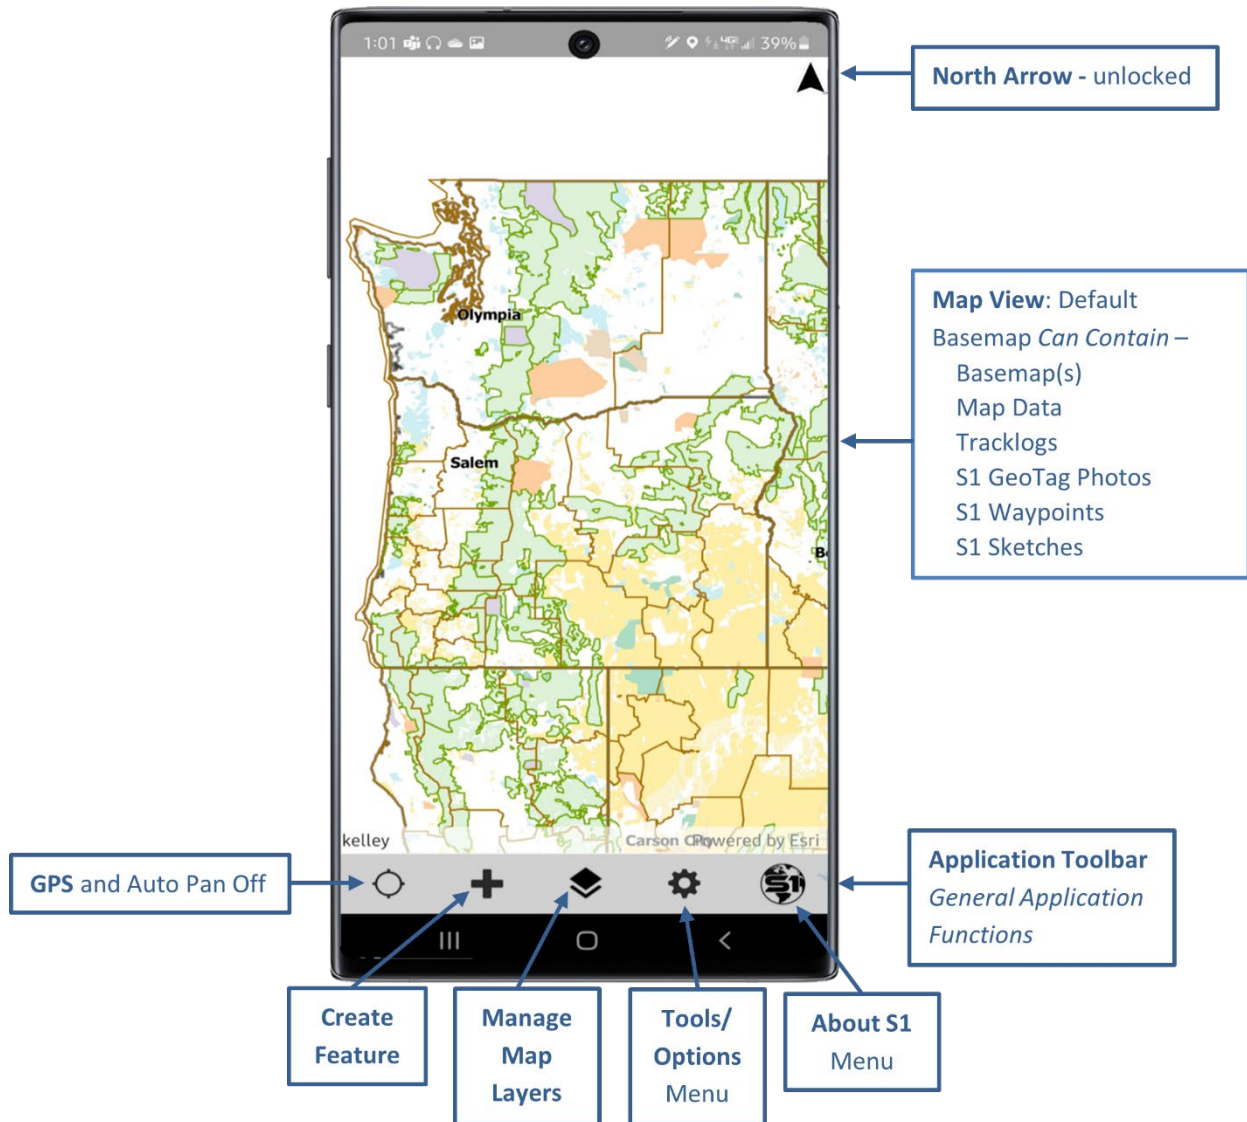 1:01
39%
North Arrow - unlocked
Map View: Default
Basemap Can Contain –
Basemap(s)
Map Data
Tracklogs
S1 GeoTag Photos
S1 Waypoints
S1 Sketches
Olympia
Salem
kelley
Powered by Esri
GPS and Auto Pan Off
S1
Application Toolbar
General Application
Functions
Create
Feature
Manage
Map
Layers
Tools/
Options
Menu
About S1
Menu